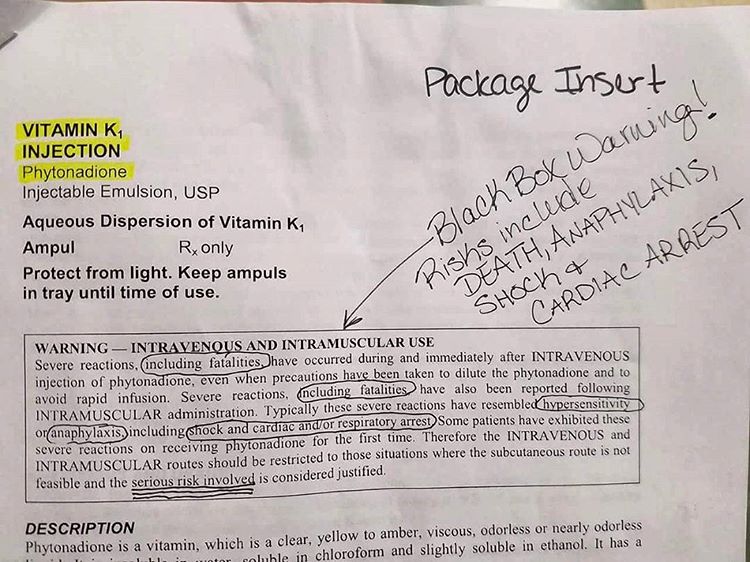 Package Insert
Black Box Warning!
Risks include
DEATH, ANAPHYLAXIS,
SHOCK &
CARDIAC ARREST
VITAMIN K1
INJECTION
Phytonadione
Injectable Emulsion, USP
Aqueous Dispersion of Vitamin K1
Ampul Rx only
Protect from light. Keep ampuls
in tray until time of use.
WARNING — INTRAVENOUS AND INTRAMUSCULAR USE
Severe reactions, including fatalities, have occurred during and immediately after INTRAVENOUS
injection of phytonadione, even when precautions have been taken to dilute the phytonadione and to
avoid rapid infusion. Severe reactions, including fatalities, have also been reported following
INTRAMUSCULAR administration. Typically these severe reactions have resembled hypersensitivity
or anaphylaxis, including shock and cardiac and/or respiratory arrest. Some patients have exhibited these
severe reactions on receiving phytonadione for the first time. Therefore the INTRAVENOUS and
INTRAMUSCULAR routes should be restricted to those situations where the subcutaneous route is not
feasible and the serious risk involved is considered justified.
DESCRIPTION
Phytonadione is a vitamin, which is a clear, yellow to amber, viscous, odorless or nearly odorless
water, soluble in chloroform and slightly soluble in ethanol. It has a